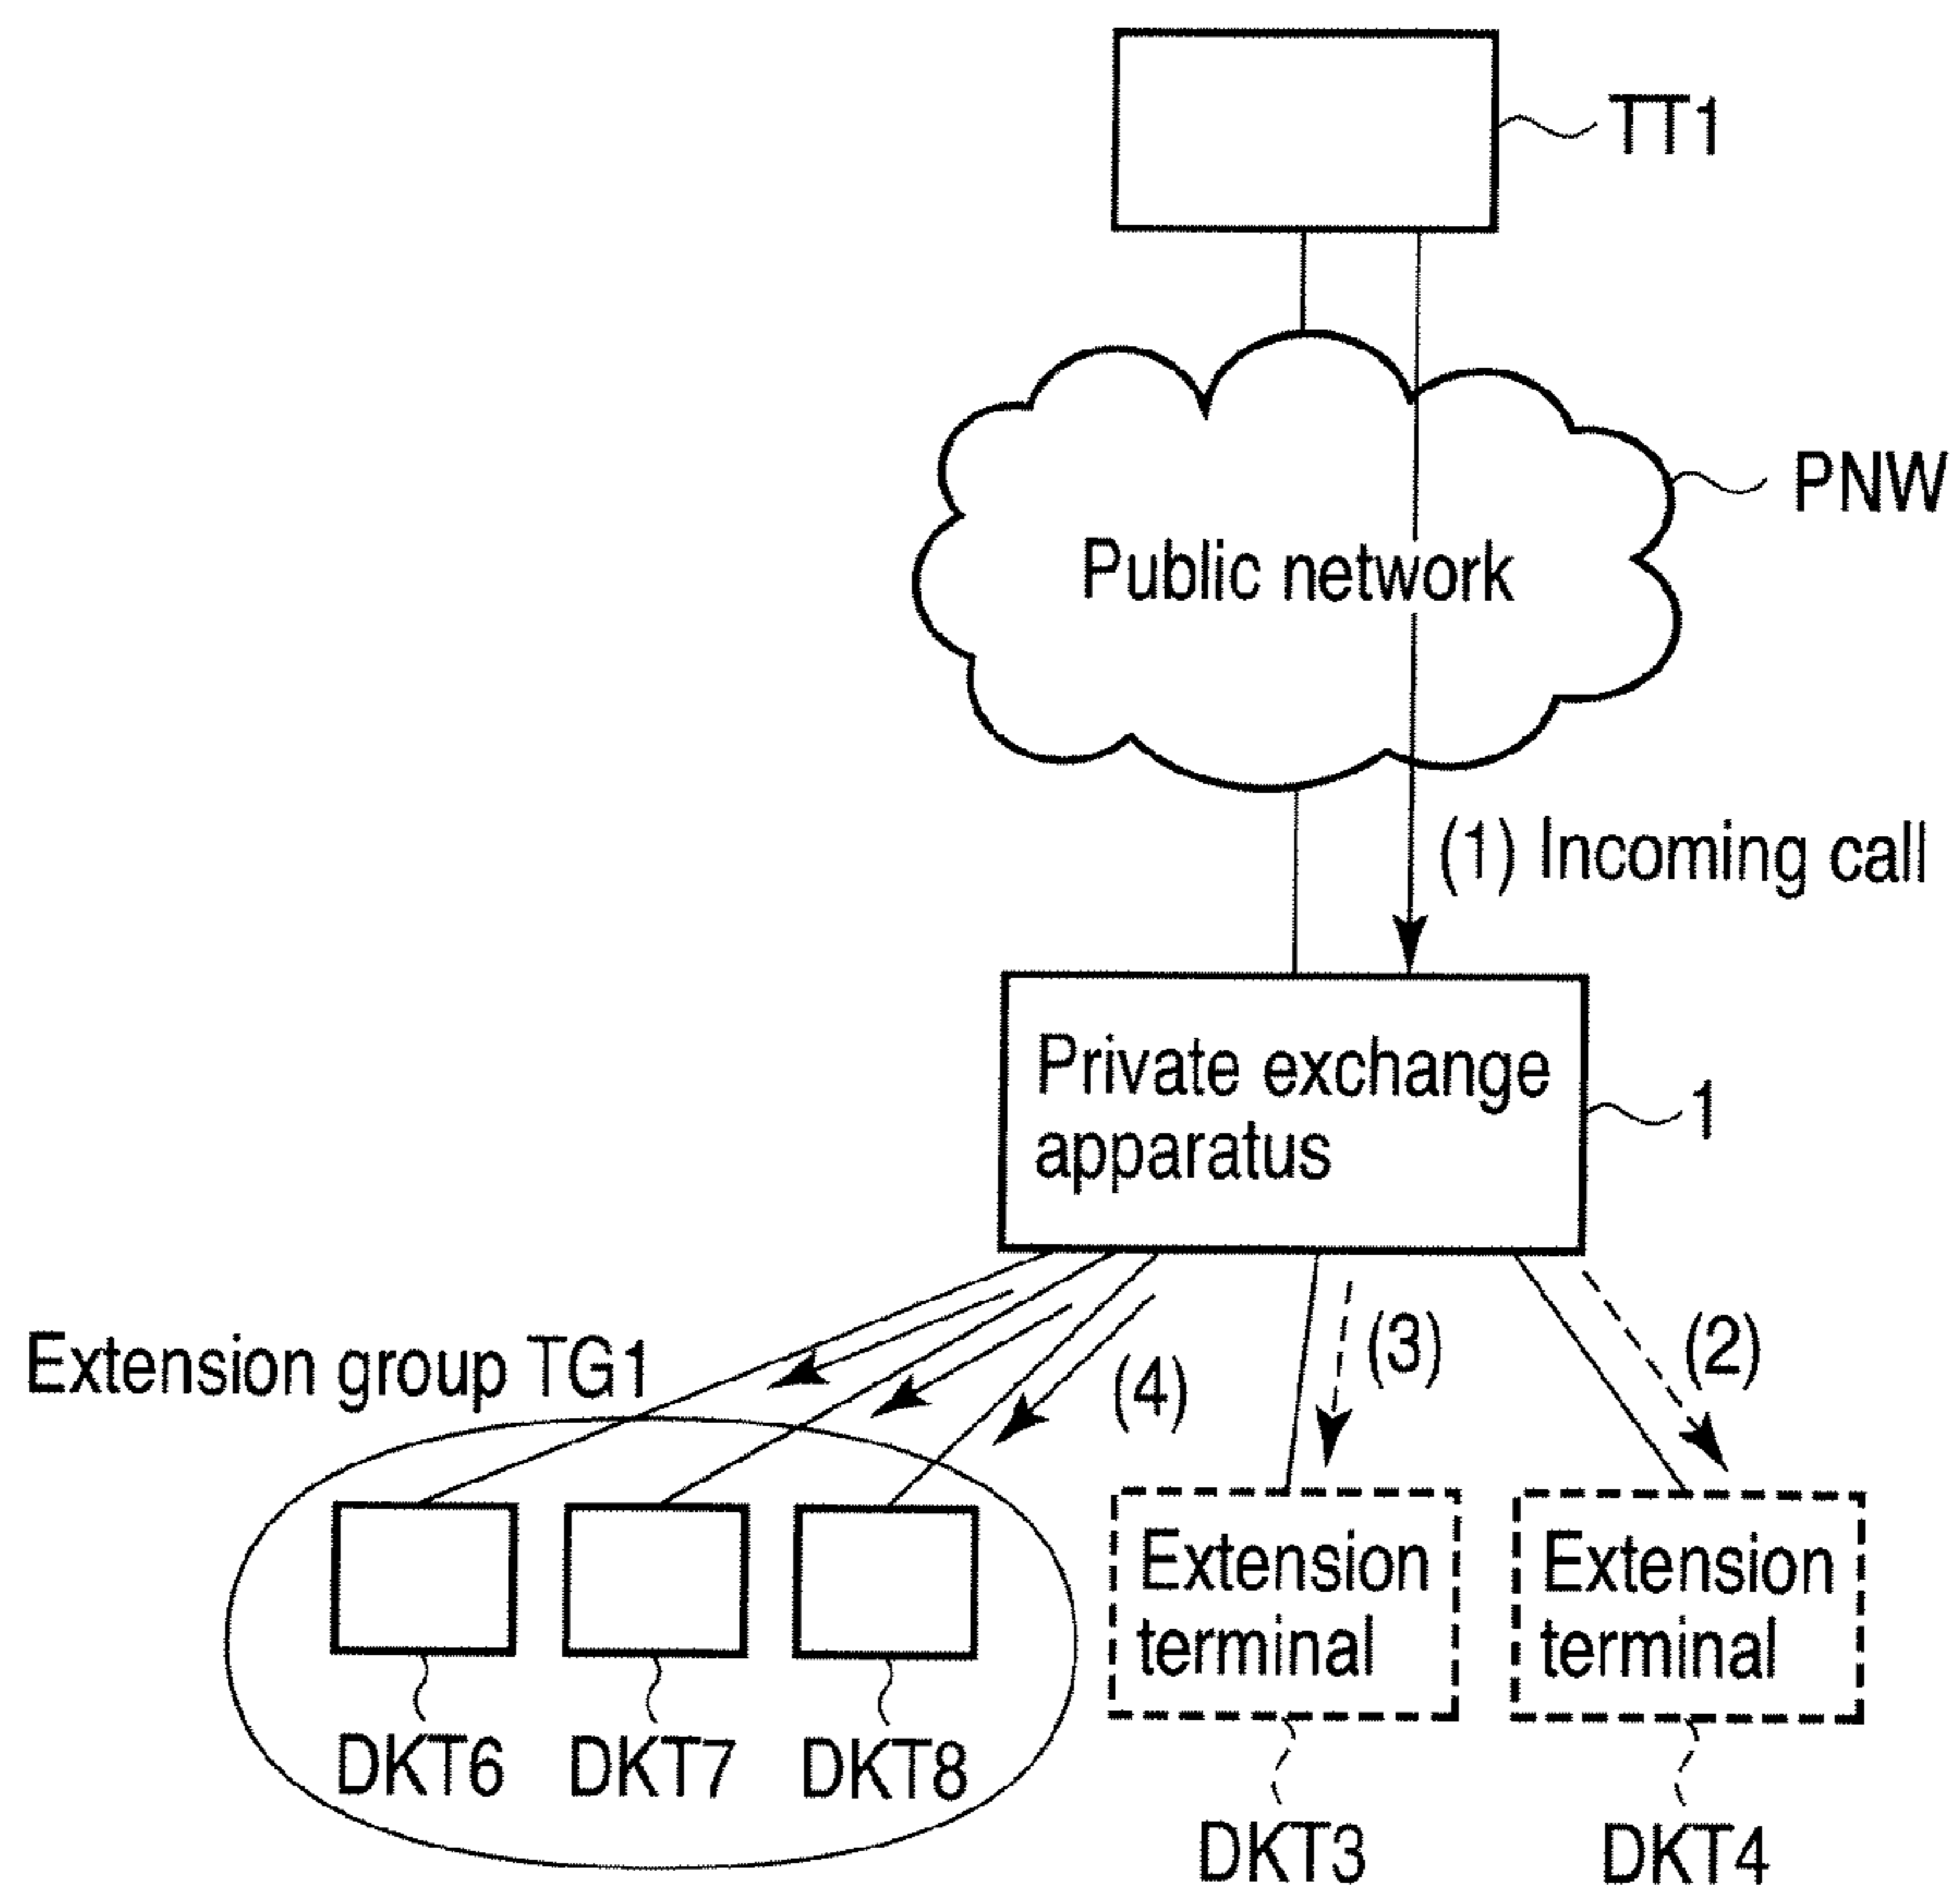 TT1
PNW
Public network
(1) Incoming call
Private exchange
apparatus
1
Extension group TG1
(4)
(3)
(2)
Extension
terminal
Extension
terminal
DKT6
DKT7
DKT8
DKT3
DKT4